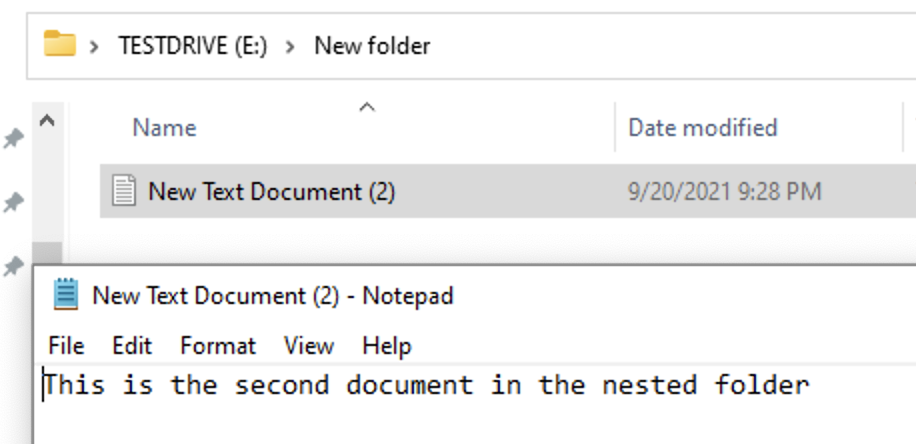 TESTDRIVE (E:) > New folder
Name Date modified
New Text Document (2) 9/20/2021 9:28 PM
New Text Document (2) - Notepad
File Edit Format View Help
This is the second document in the nested folder